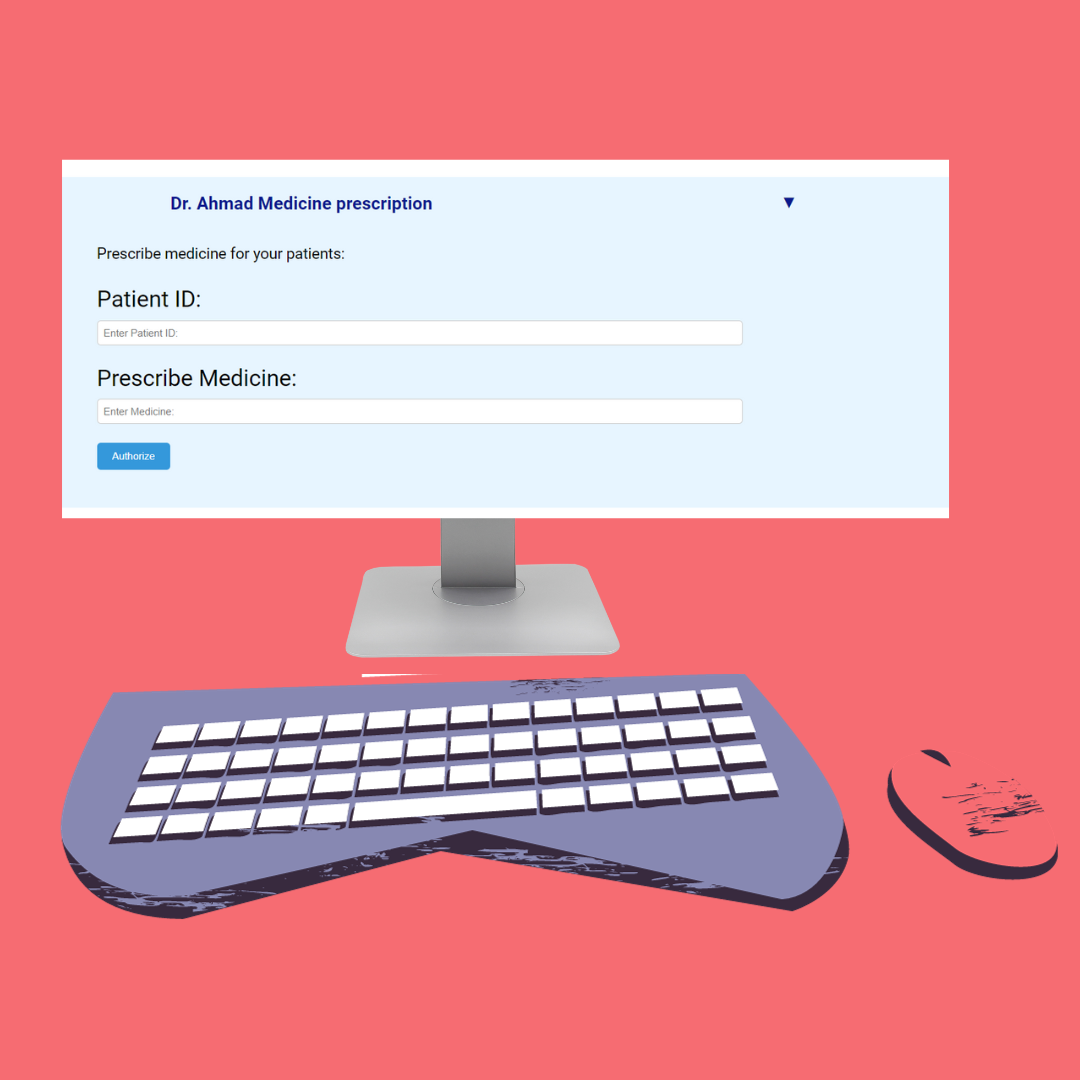 Dr. Ahmad Medicine prescription ▼
Prescribe medicine for your patients:
Patient ID:
Enter Patient ID:
Prescribe Medicine:
Enter Medicine:
Authorize